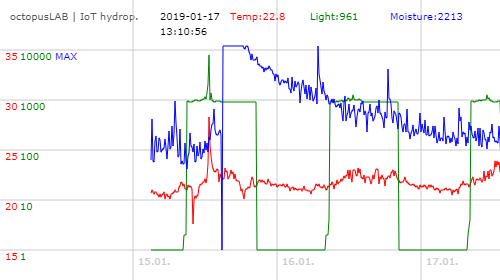 octopusLAB | IoT hydrop. 2019-01-17 Temp:22.8 Light:961 Moisture:2213
13:10:56
35 10000 MAX
30 1000
25 100
20 10
15 1
15.01. 16.01. 17.01.